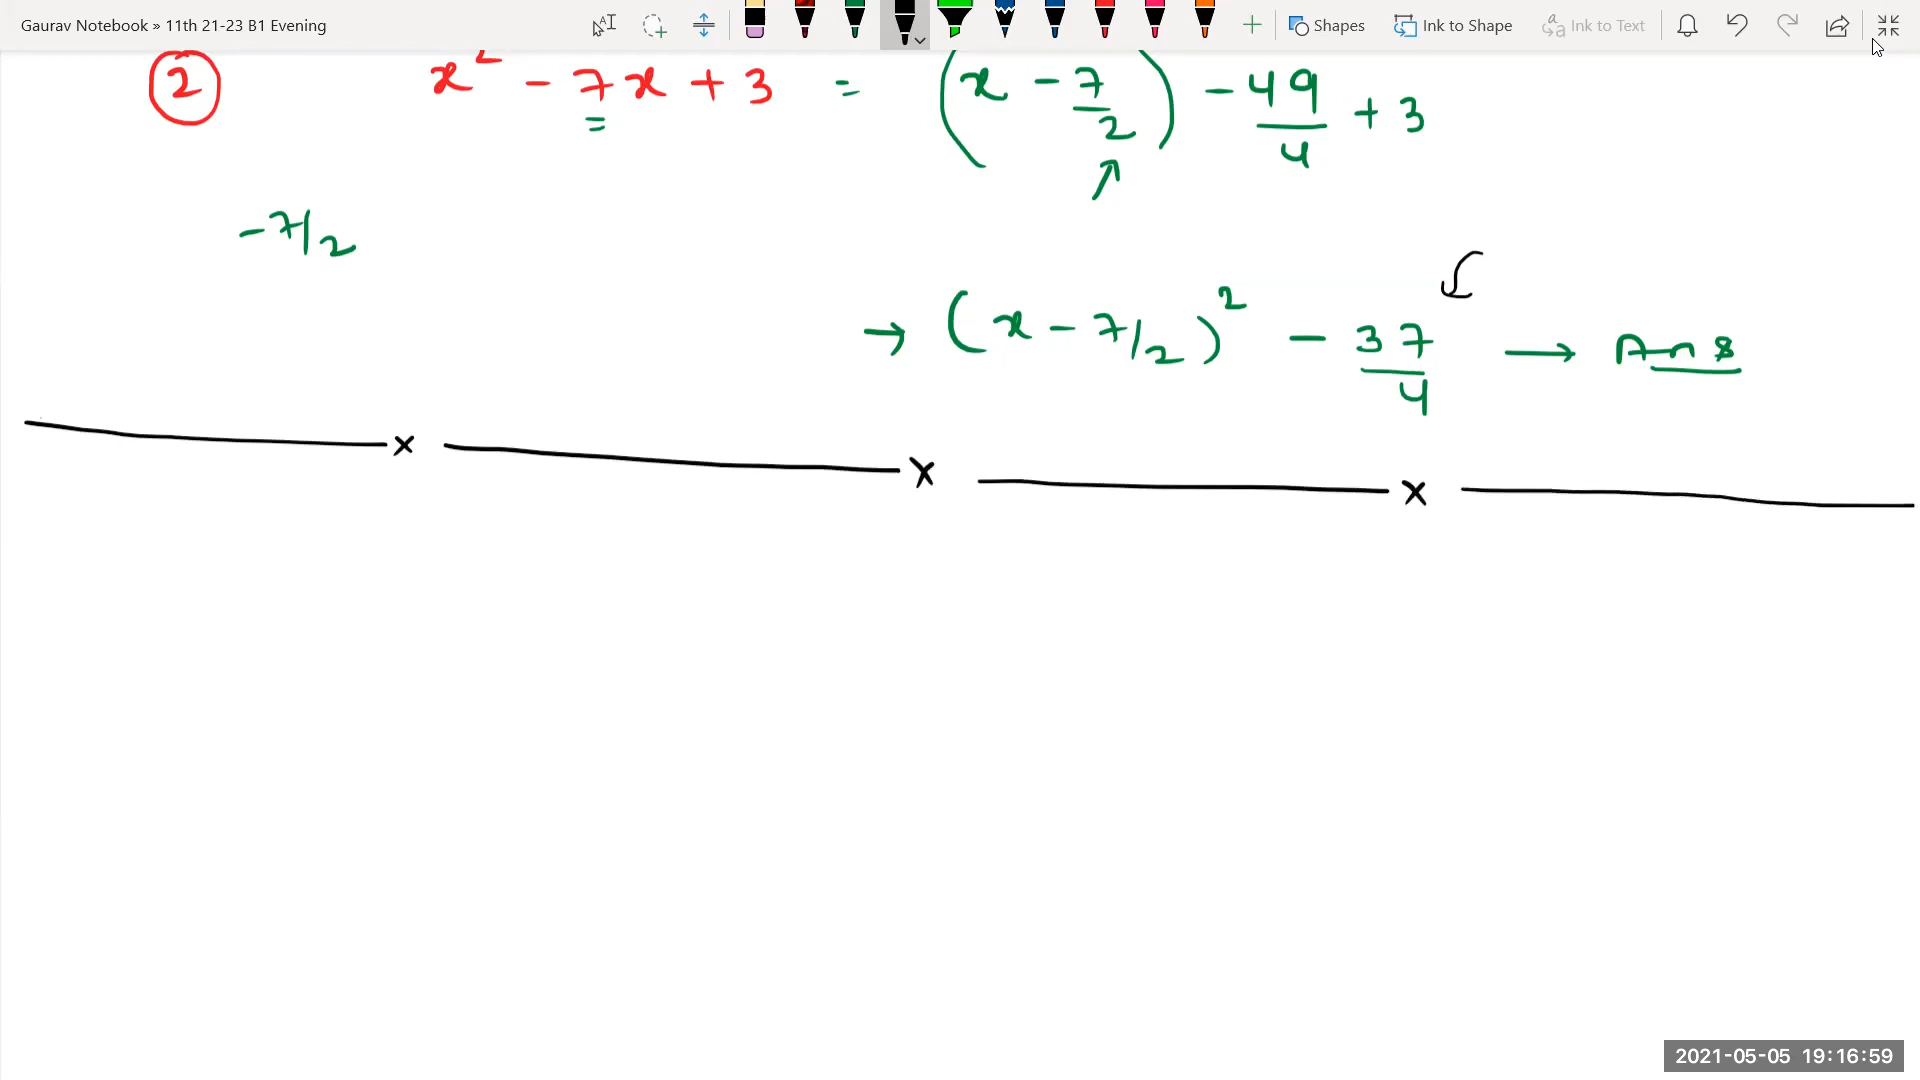 Gaurav Notebook » 11th 21-23 B1 Evening
Shapes
Ink to Shape
Ink to Text
② x² - 7x + 3 = (x - 7/2) - 49/4 + 3
-7/2
→ (x - 7/2)² - 37/4 → Ans
2021-05-05 19:16:59